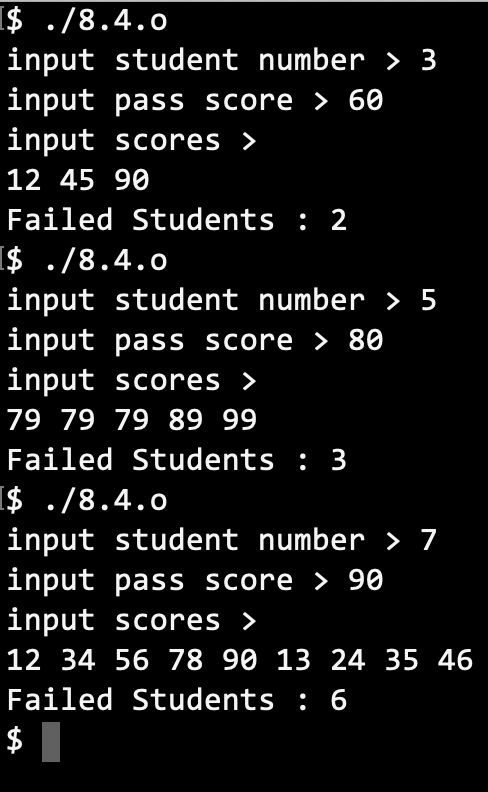 $ ./8.4.o
input student number > 3
input pass score > 60
input scores >
12 45 90
Failed Students : 2
$ ./8.4.o
input student number > 5
input pass score > 80
input scores >
79 79 79 89 99
Failed Students : 3
$ ./8.4.o
input student number > 7
input pass score > 90
input scores >
12 34 56 78 90 13 24 35 46
Failed Students : 6
$